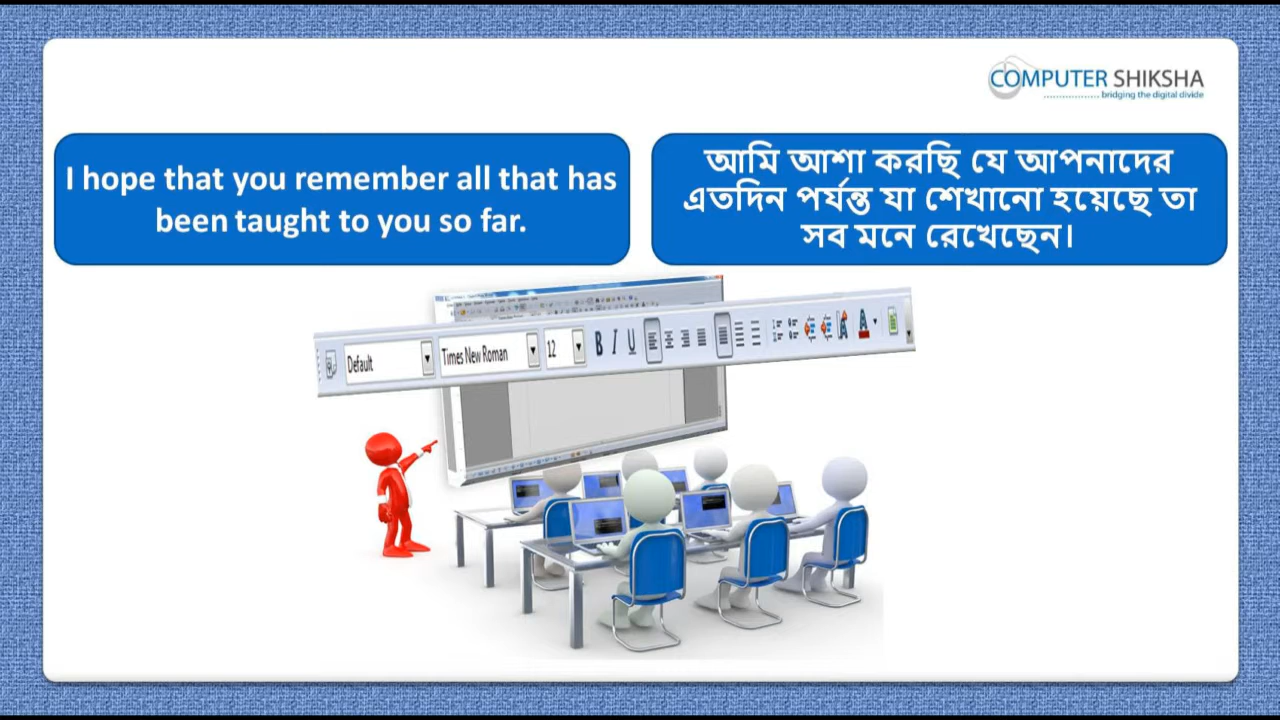 COMPUTER SHIKSHA
bridging the digital divide
I hope that you remember all that has
been taught to you so far.
আমি আশা করছি যে আপনাদের
এতদিন পর্যন্ত যা শেখানো হয়েছে তা
সব মনে রেখেছেন।
Default
Times New Roman
12
B I U
A